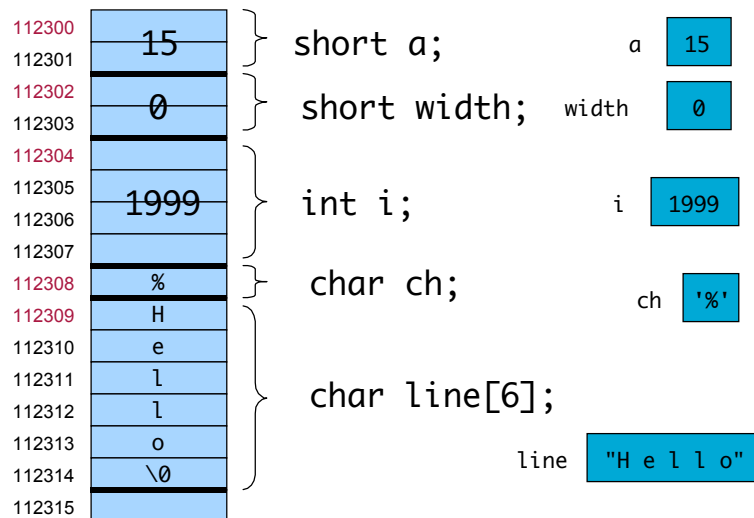 112300 15 short a; a 15
112301
112302 0 short width; width 0
112303
112304
112305 1999 int i; i 1999
112306
112307
112308 % char ch; ch '%'
112309 H
112310 e
112311 l
112312 l char line[6];
112313 o
112314 \0 line "H e l l o"
112315